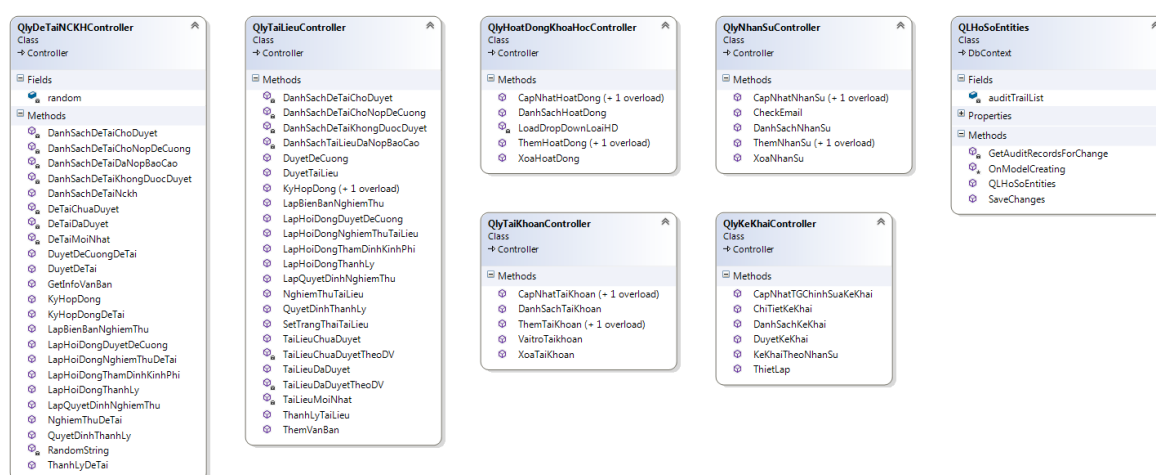 QlyDeTaiNCKHController
Class
Controller
Fields
random
Methods
DanhSachDeTaiChoDuyet
DanhSachDeTaiChoNopDeCuong
DanhSachDeTaiDaNopBaoCao
DanhSachDeTaiKhongDuocDuyet
DanhSachDeTaiNckh
DeTaiChuaDuyet
DeTaiDaDuyet
DeTaiMoiNhat
DuyetDeCuongDeTai
DuyetDeTai
GetInfoVanBan
KyHopDong
KyHopDongDeTai
LapBienBanNghiemThu
LapHoiDongDuyetDeCuong
LapHoiDongNghiemThuDeTai
LapHoiDongThamDinhKinhPhi
LapHoiDongThanhLy
LapQuyetDinhNghiemThu
NghiemThuDeTai
QuyetDinhThanhLy
RandomString
ThanhLyDeTai
QlyTaiLieuController
Class
Controller
Methods
DanhSachDeTaiChoDuyet
DanhSachDeTaiChoNopDeCuong
DanhSachDeTaiKhongDuocDuyet
DanhSachTaiLieuDaNopBaoCao
DuyetDeCuong
DuyetTaiLieu
KyHopDong (+ 1 overload)
LapBienBanNghiemThu
LapHoiDongDuyetDeCuong
LapHoiDongNghiemThuTaiLieu
LapHoiDongThamDinhKinhPhi
LapHoiDongThanhLy
LapQuyetDinhNghiemThu
NghiemThuTaiLieu
QuyetDinhThanhLy
SetTrangThaiTaiLieu
TaiLieuChuaDuyet
TaiLieuChuaDuyetTheoDV
TaiLieuDaDuyet
TaiLieuDaDuyetTheoDV
TaiLieuMoiNhat
ThanhLyTaiLieu
ThemVanBan
QlyHoatDongKhoaHocController
Class
Controller
Methods
CapNhatHoatDong (+ 1 overload)
DanhSachHoatDong
LoadDropDownLoaiHD
ThemHoatDong (+ 1 overload)
XoaHoatDong
QlyNhanSuController
Class
Controller
Methods
CapNhatNhanSu (+ 1 overload)
CheckEmail
DanhSachNhanSu
ThemNhanSu (+ 1 overload)
XoaNhanSu
QLHoSoEntities
Class
DbContext
Fields
auditTrailList
Properties
Methods
GetAuditRecordsForChange
OnModelCreating
QLHoSoEntities
SaveChanges
QlyTaiKhoanController
Class
Controller
Methods
CapNhatTaiKhoan (+ 1 overload)
DanhSachTaiKhoan
ThemTaiKhoan (+ 1 overload)
VaitroTaikhoan
XoaTaiKhoan
QlyKeKhaiController
Class
Controller
Methods
CapNhatTGChinhSuaKeKhai
ChiTietKeKhai
DanhSachKeKhai
DuyetKeKhai
KeKhaiTheoNhanSu
ThietLap